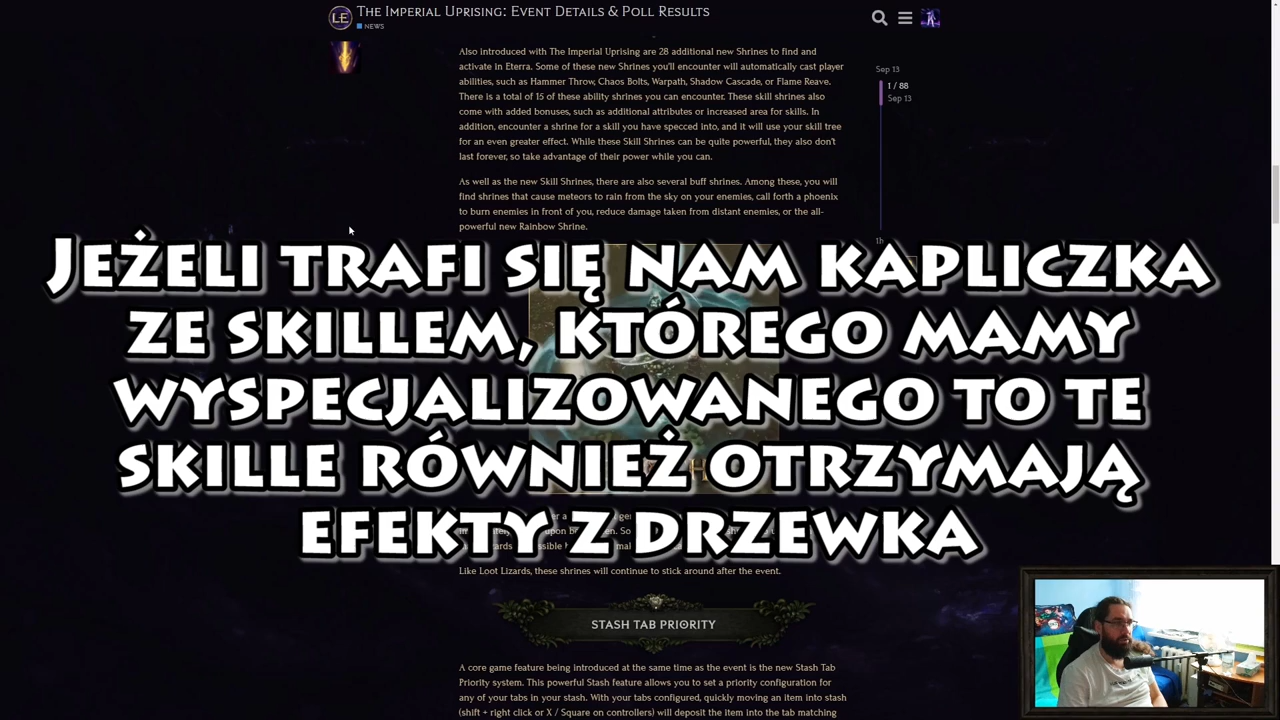 The Imperial Uprising: Event Details & Poll Results
NEWS
Also introduced with The Imperial Uprising are 28 additional new Shrines to find and
activate in Eterra. Some of these new Shrines you'll encounter will automatically cast player
abilities, such as Hammer Throw, Chaos Bolts, Warpath, Shadow Cascade, or Flame Reave.
There is a total of 15 of these ability shrines you can encounter. These skill shrines also
come with added bonuses, such as additional attributes or increased area for skills. In
addition, encounter a shrine for a skill you have specced into, and it will use your skill tree
for an even greater effect. While these Skill Shrines can be quite powerful, they also don't
last forever, so take advantage of their power while you can.
As well as the new Skill Shrines, there are also several buff shrines. Among these, you will
find shrines that cause meteors to rain from the sky on your enemies, call forth a phoenix
to burn enemies in front of you, reduce damage taken from distant enemies, or the all-
powerful new Rainbow Shrine.
Sep 13
1 / 88
Sep 13
Jeżeli trafi się nam kapliczka
ze skillem, którego mamy
wyspecjalizowanego to te
skille również otrzymają
efekty z drzewka
Like Loot Lizards, these shrines will continue to stick around after the event.
STASH TAB PRIORITY
A core game feature being introduced at the same time as the event is the new Stash Tab
Priority system. This powerful Stash feature allows you to set a priority configuration for
any of your tabs in your stash. With your tabs configured, quickly moving an item into stash
(shift + right click or X / Square on controllers) will deposit the item into the tab matching